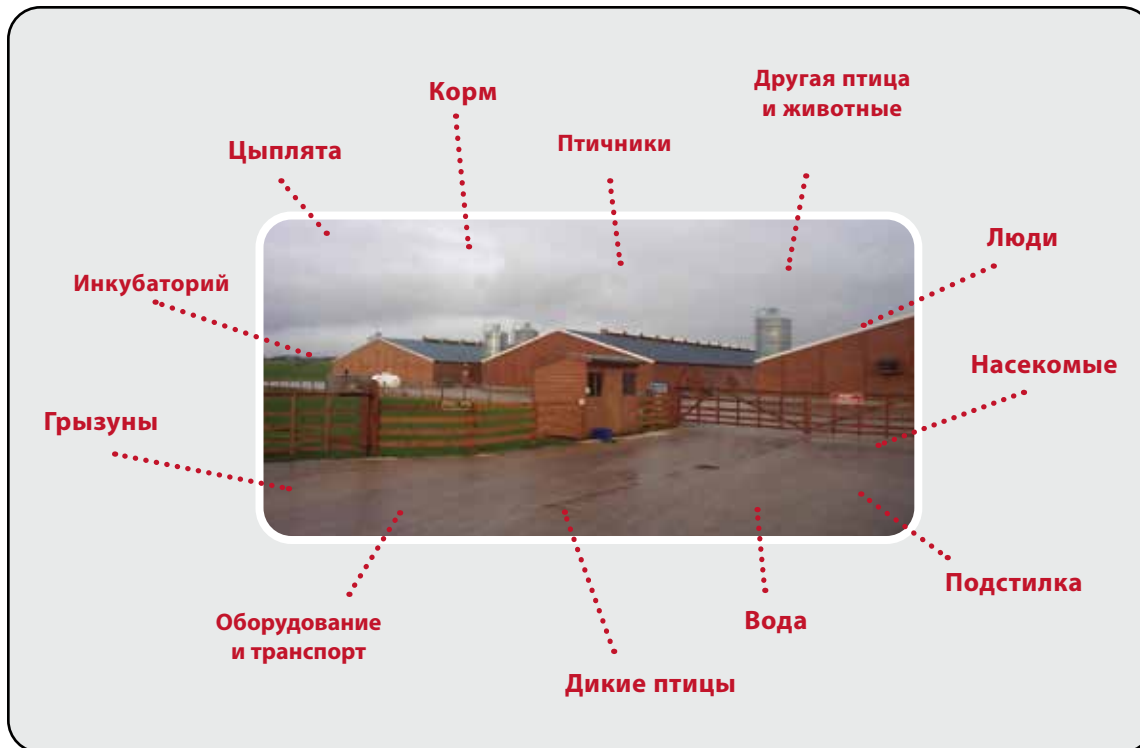 Корм
Другая птица
и животные
Цыплята
Птичники
Люди
Инкубаторий
Насекомые
Грызуны
Подстилка
Оборудование
и транспорт
Вода
Дикие птицы